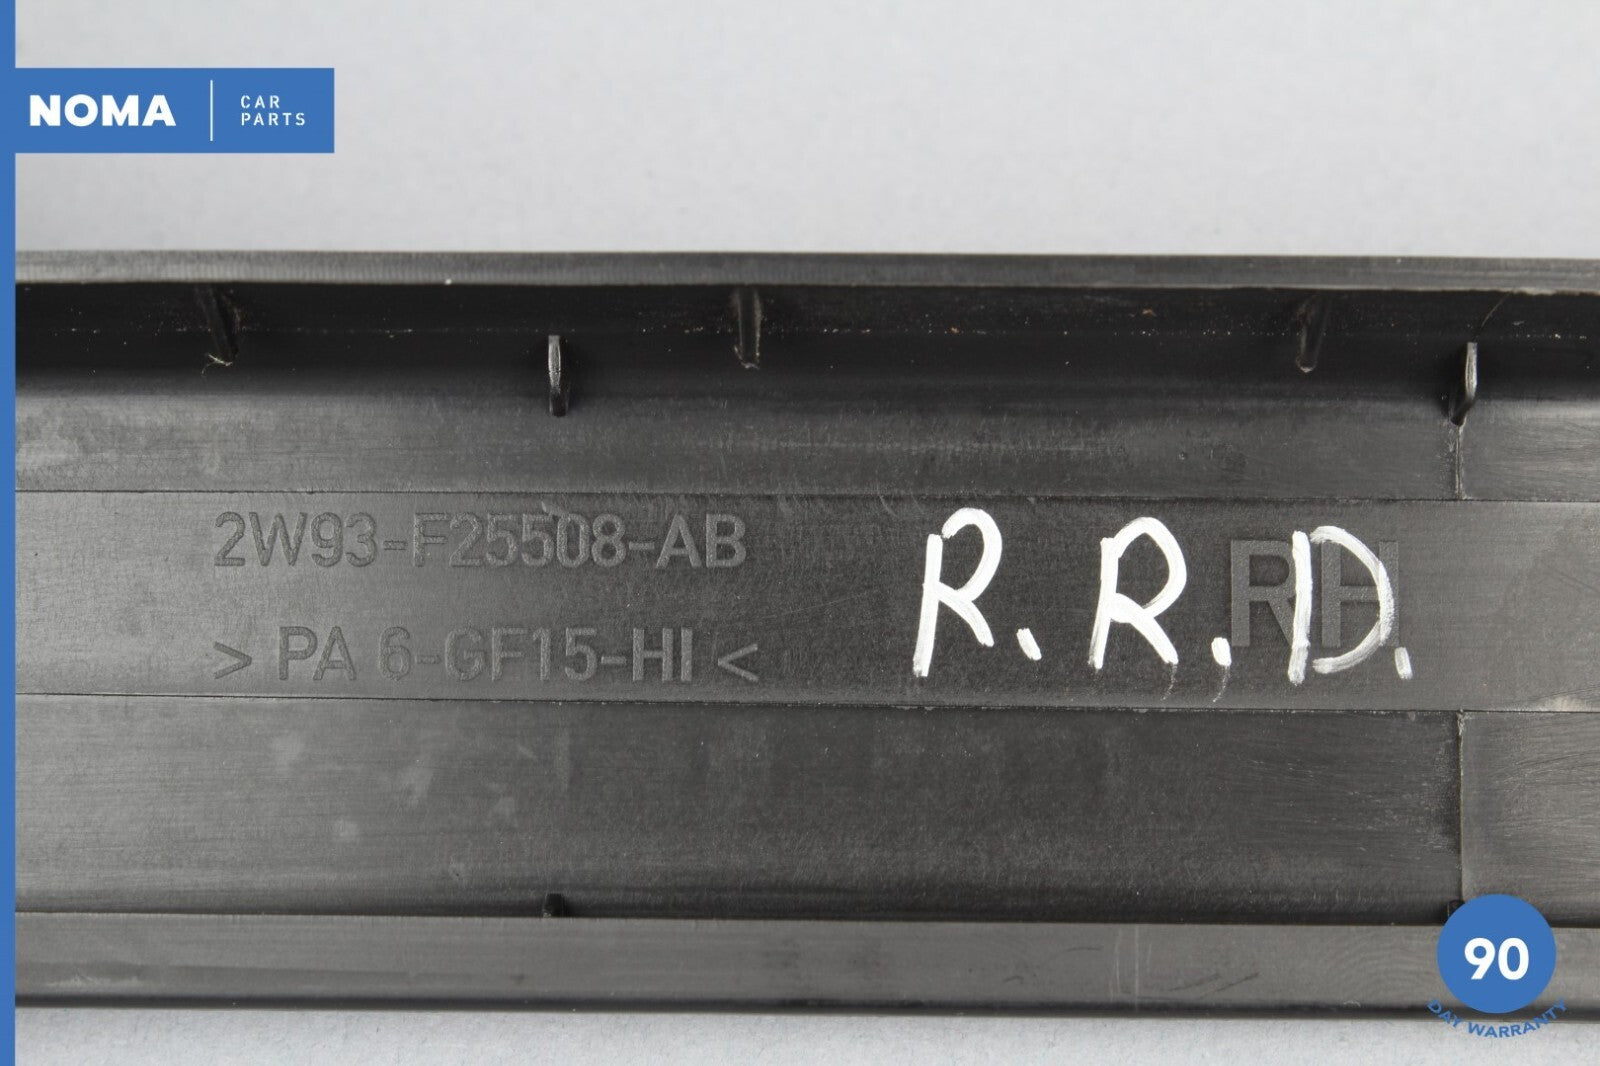 NOMA
CAR
PARTS
2W93-F25508-AB
R.R.D.
RH
> PA 6-GF15-HI <
90
DAY WARRANTY